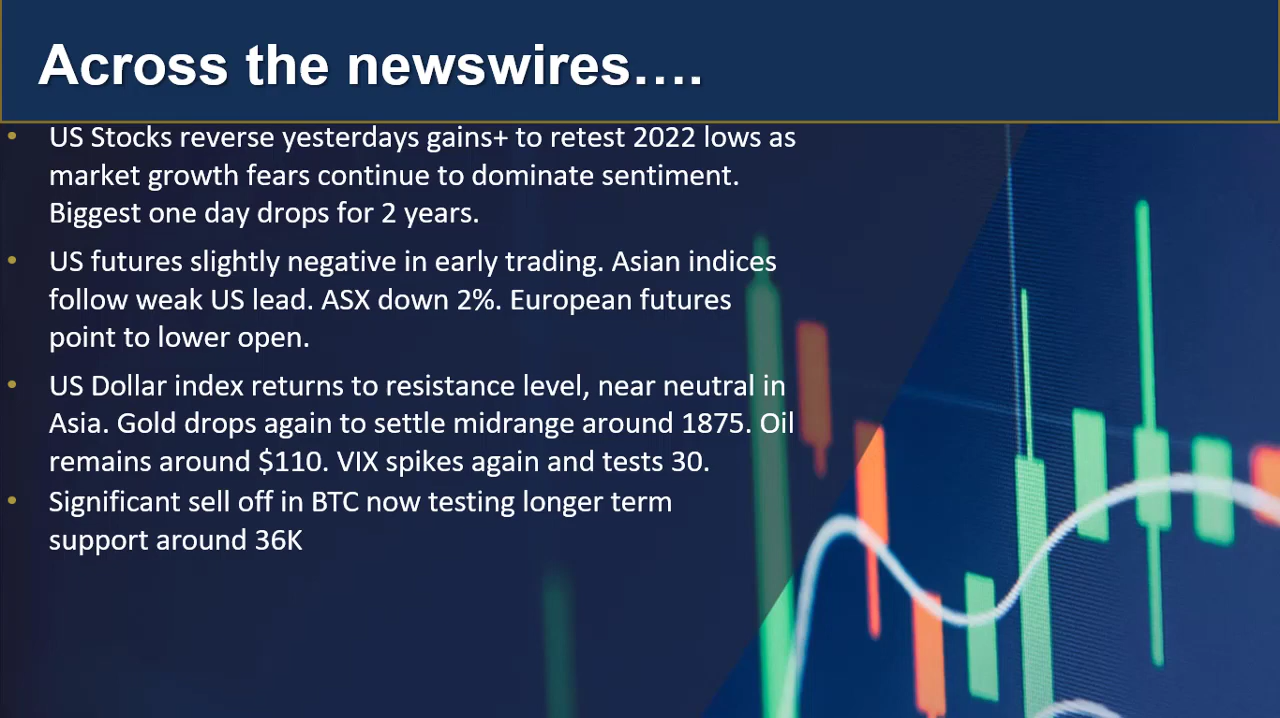 Across the newswires….
US Stocks reverse yesterdays gains+ to retest 2022 lows as
market growth fears continue to dominate sentiment.
Biggest one day drops for 2 years.
US futures slightly negative in early trading. Asian indices
follow weak US lead. ASX down 2%. European futures
point to lower open.
US Dollar index returns to resistance level, near neutral in
Asia. Gold drops again to settle midrange around 1875. Oil
remains around $110. VIX spikes again and tests 30.
Significant sell off in BTC now testing longer term
support around 36K